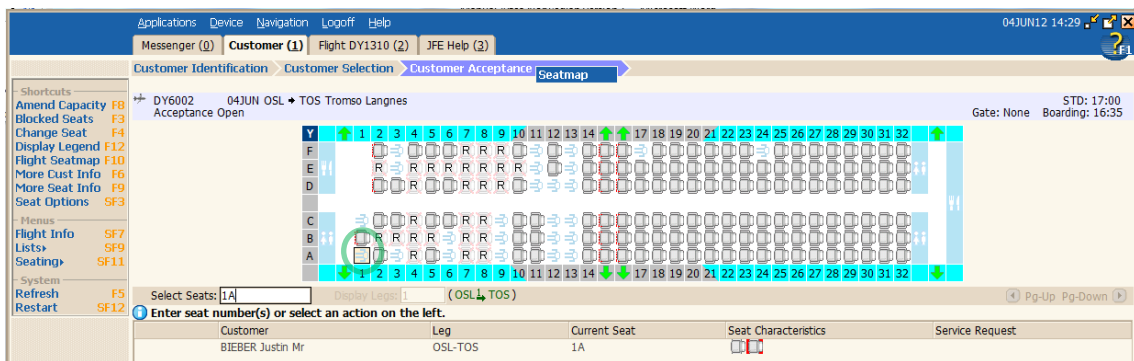 Applications Device Navigation Logoff Help 04JUN12 14:29
Messenger (0) Customer (1) Flight DY1310 (2) JFE Help (3)
?F1
Customer Identification Customer Selection Customer Acceptance Seatmap
Shortcuts
Amend Capacity F8
Blocked Seats F3
Change Seat F4
Display Legend F12
Flight Seatmap F10
More Cust Info F6
More Seat Info F9
Seat Options SF3
Menus
Flight Info SF7
Lists SF9
Seating SF11
System
Refresh F5
Restart SF12
DY6002 04JUN OSL → TOS Tromso Langnes STD: 17:00
Acceptance Open Gate: None Boarding: 16:35
Y 1 2 3 4 5 6 7 8 9 10 11 12 13 14 17 18 19 20 21 22 23 24 25 26 27 28 29 30 31 32
F R R R
E R R R R R R R R
D R R
C R R R
B R R R R R R
A R R R
1 2 3 4 5 6 7 8 9 10 11 12 13 14 17 18 19 20 21 22 23 24 25 26 27 28 29 30 31 32
Select Seats: 1A Display Legs: 1 (OSL 1 TOS) Pg-Up Pg-Down
Enter seat number(s) or select an action on the left.
Customer Leg Current Seat Seat Characteristics Service Request
BIEBER Justin Mr OSL-TOS 1A